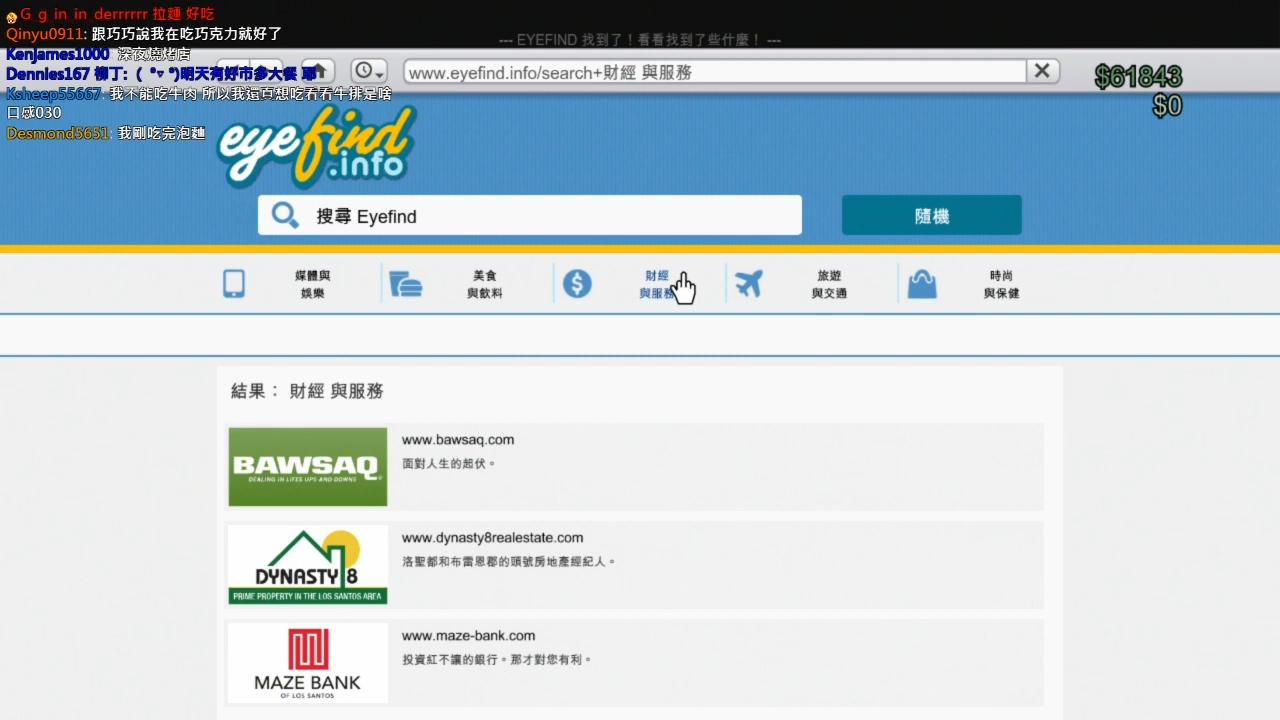 G_g_in_in_derrrrrr 拉麵 好吃
Qinyu0911: 跟巧巧說我在吃巧克力就好了
--- EYEFIND 找到了！看看找到了些什麼！ ---
Kenjames1000: 深夜燒烤店
Dennies167 柳丁: ( °▿ °)明天有好市多大餐 耶
www.eyefind.info/search+財經 與服務
$61843
Ksheep55667: 我不能吃牛肉 所以我還真想吃看看牛排是啥
口感030
$0
Desmond5651: 我剛吃完泡麵
eyefind
.info
搜尋 Eyefind
隨機
媒體與
娛樂
美食
與飲料
財經
與服務
旅遊
與交通
時尚
與保健
結果： 財經 與服務
BAWSAQ
DEALING IN LIFES UPS AND DOWNS
www.bawsaq.com
面對人生的起伏。
DYNASTY 8
PRIME PROPERTY IN THE LOS SANTOS AREA
www.dynasty8realestate.com
洛聖都和布雷恩郡的頭號房地產經紀人。
MAZE BANK
OF LOS SANTOS
www.maze-bank.com
投資紅不讓的銀行。那才對您有利。